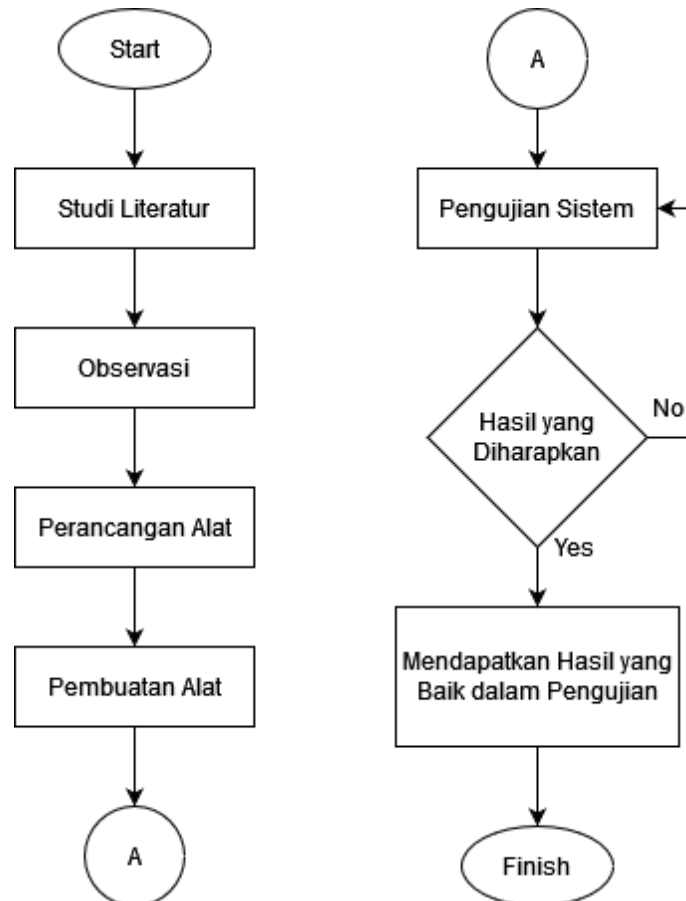 Start
Studi Literatur
Observasi
Perancangan Alat
Pembuatan Alat
A
A
Pengujian Sistem
Hasil yang
Diharapkan
No
Yes
Mendapatkan Hasil yang
Baik dalam Pengujian
Finish